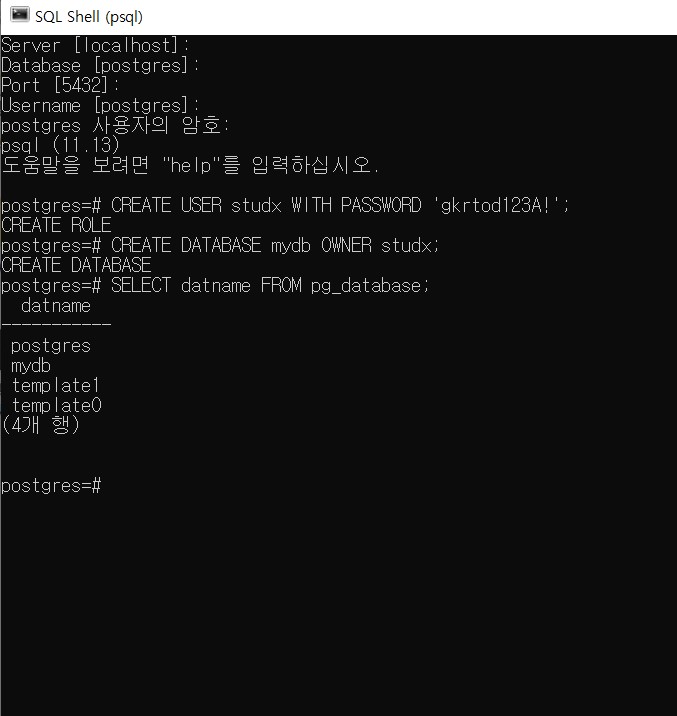 SQL Shell (psql)
Server [localhost]:
Database [postgres]:
Port [5432]:
Username [postgres]:
postgres 사용자의 암호:
psql (11.13)
도움말을 보려면 "help"를 입력하십시오.
postgres=# CREATE USER studx WITH PASSWORD 'gkrtod123A!';
CREATE ROLE
postgres=# CREATE DATABASE mydb OWNER studx;
CREATE DATABASE
postgres=# SELECT datname FROM pg_database;
datname
-----------
postgres
mydb
template1
template0
(4개 행)
postgres=#